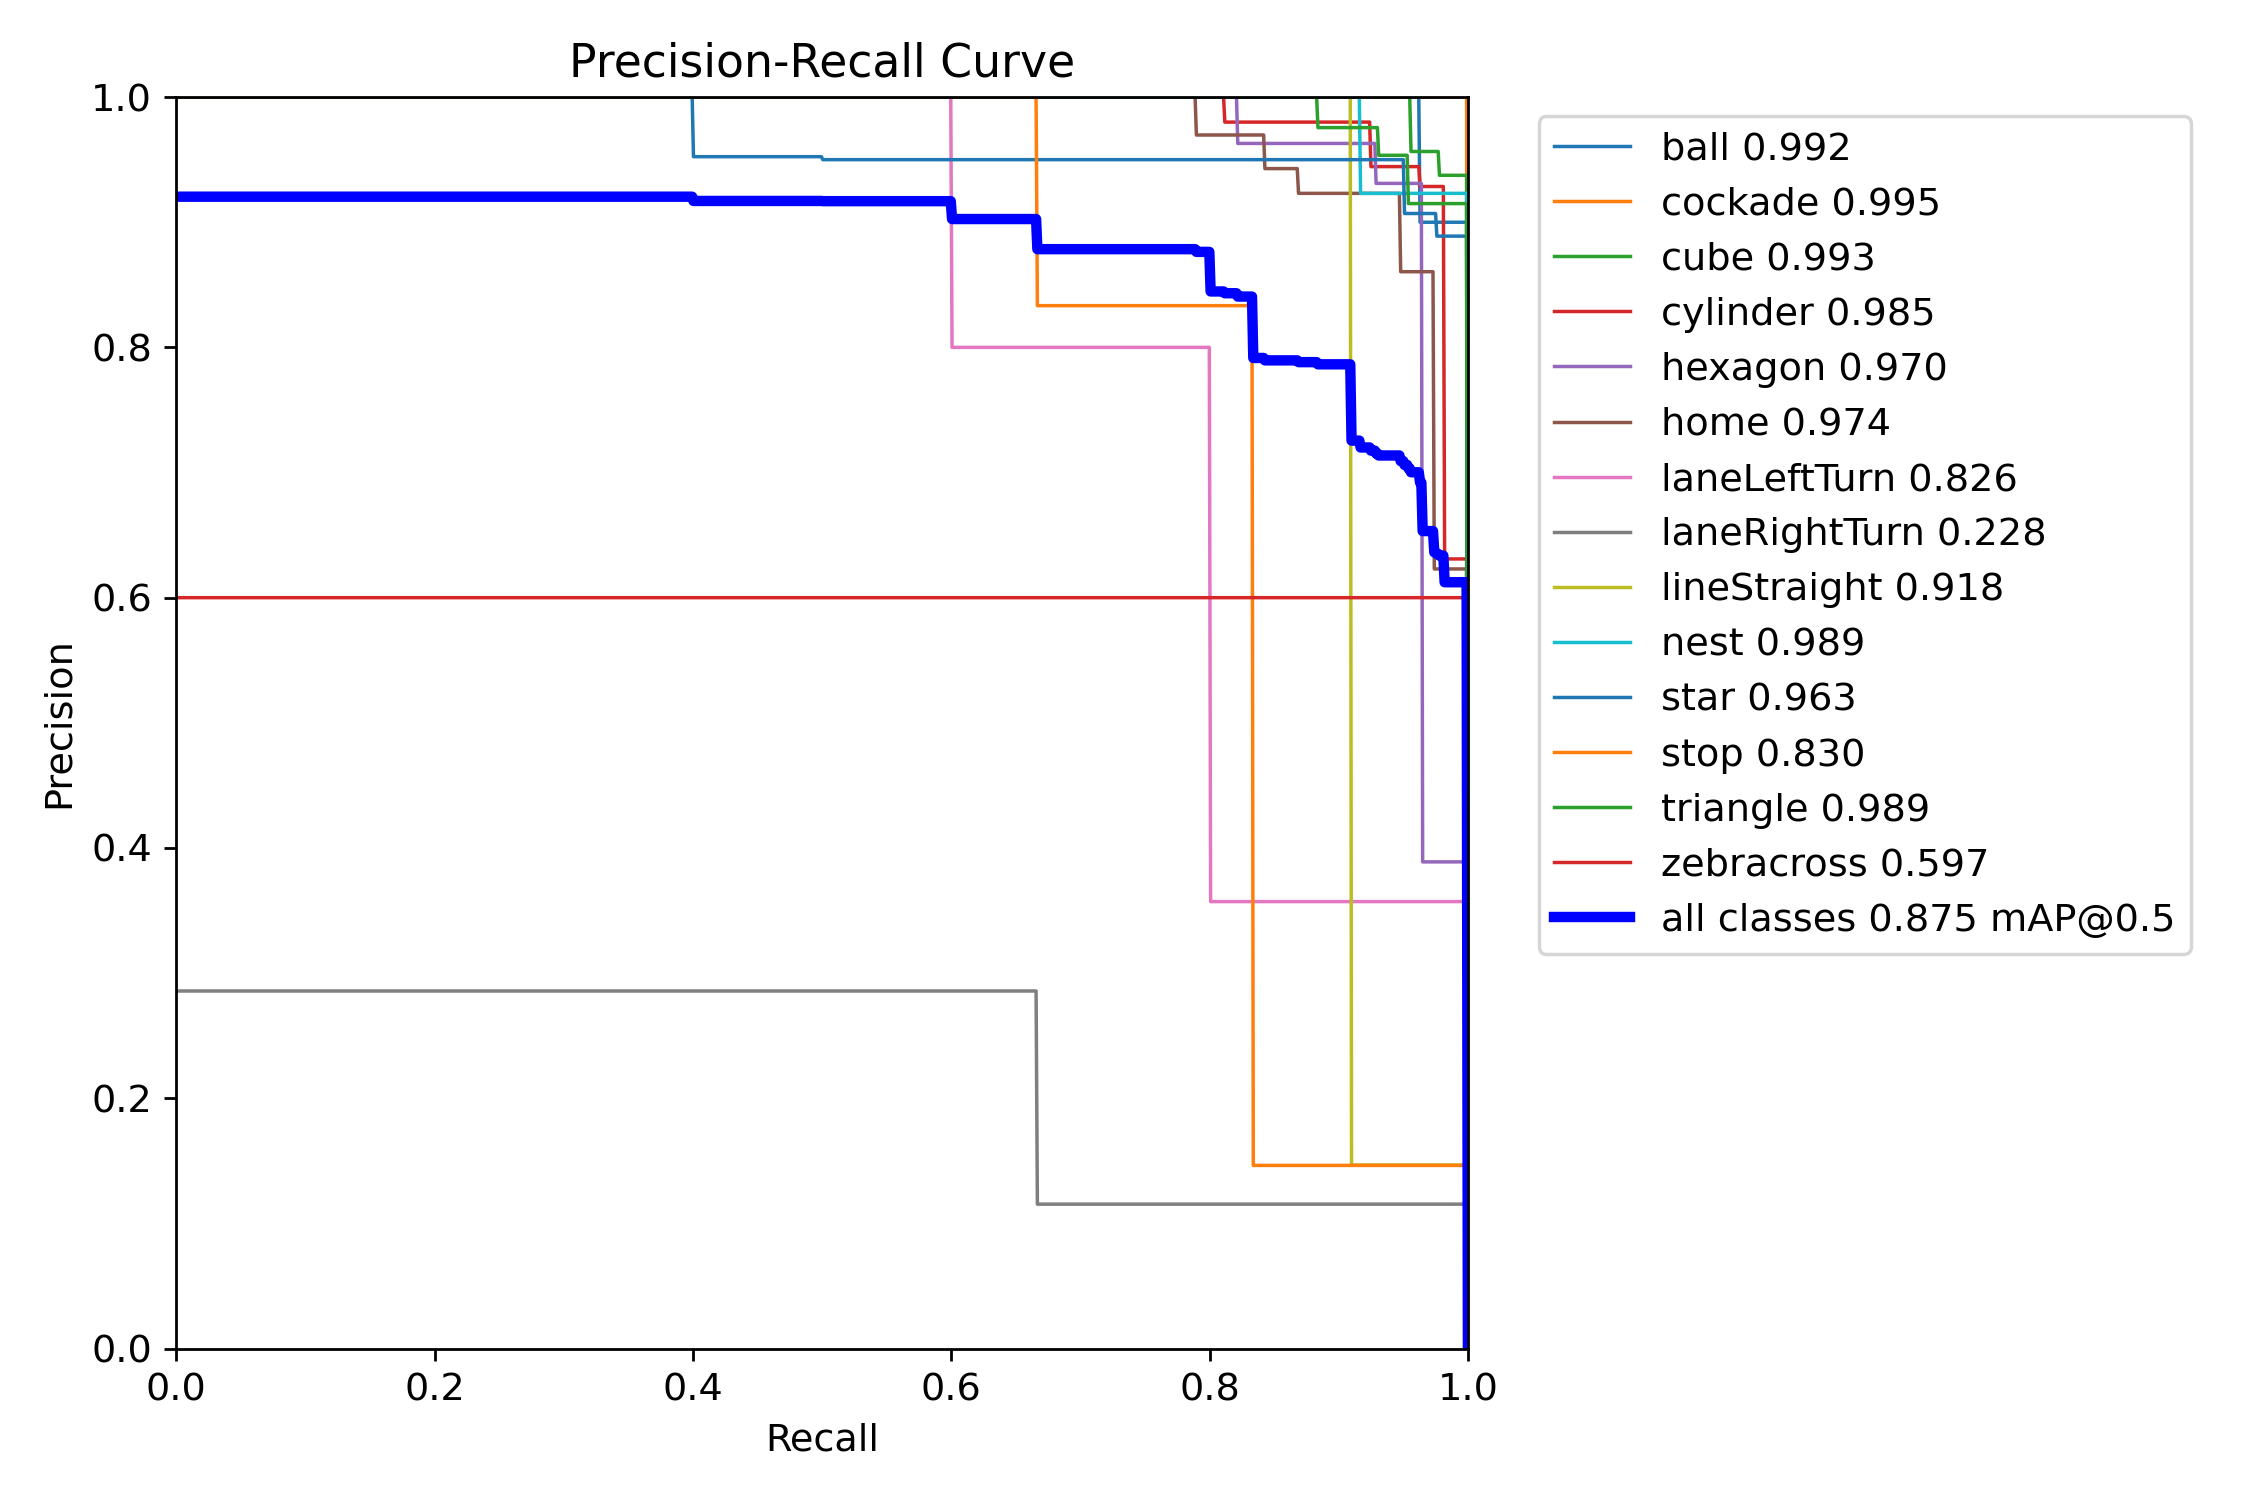 Precision-Recall Curve
1.0
0.8
0.6
0.4
0.2
0.0
Precision
0.0 0.2 0.4 0.6 0.8 1.0
Recall
ball 0.992
cockade 0.995
cube 0.993
cylinder 0.985
hexagon 0.970
home 0.974
laneLeftTurn 0.826
laneRightTurn 0.228
lineStraight 0.918
nest 0.989
star 0.963
stop 0.830
triangle 0.989
zebracross 0.597
all classes 0.875 mAP@0.5